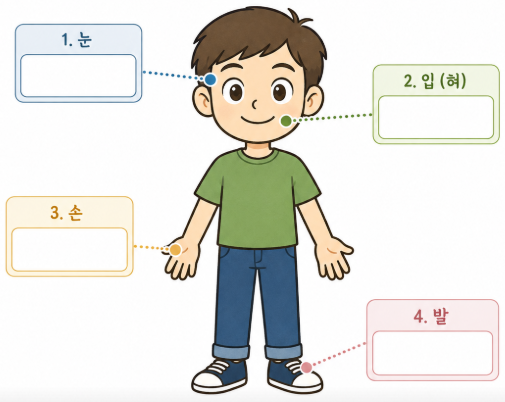 1. 눈
2. 입 (혀)
3. 손
4. 발